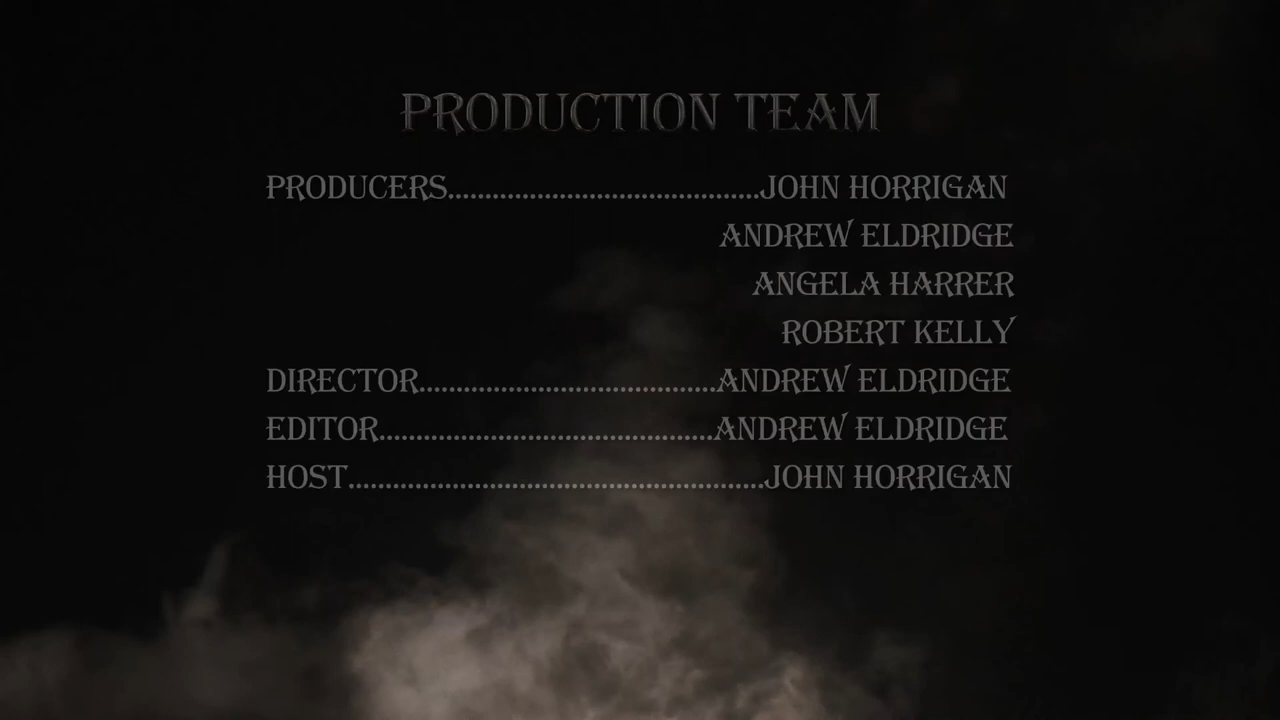 PRODUCTION TEAM
PRODUCERS.....................................JOHN HORRIGAN
ANDREW ELDRIDGE
ANGELA HARRER
ROBERT KELLY
DIRECTOR...................................ANDREW ELDRIDGE
EDITOR.......................................ANDREW ELDRIDGE
HOST.................................................JOHN HORRIGAN